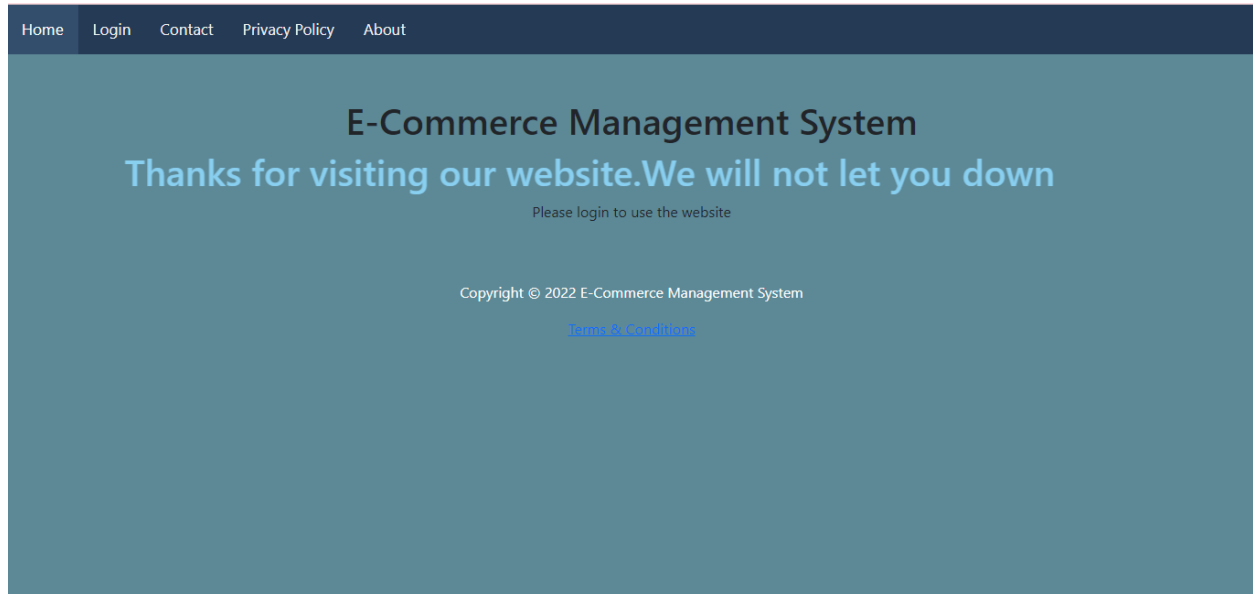 Home Login Contact Privacy Policy About
E-Commerce Management System
Thanks for visiting our website.We will not let you down
Please login to use the website
Copyright © 2022 E-Commerce Management System
Terms & Conditions